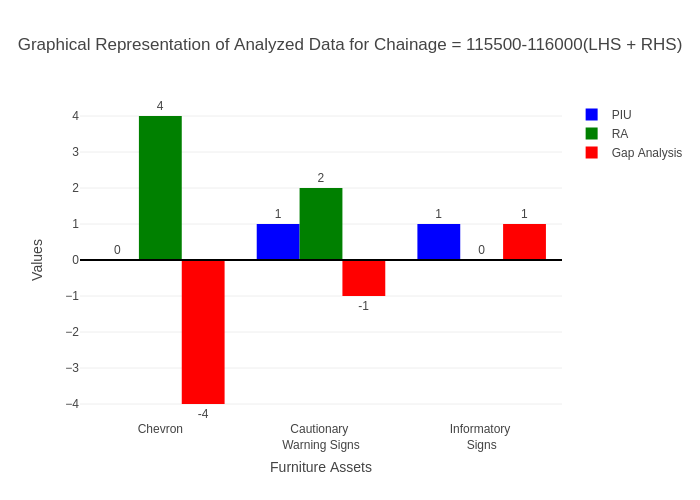 Graphical Representation of Analyzed Data for Chainage = 115500-116000(LHS + RHS)
PIU
RA
Gap Analysis
Values
4
3
2
1
0
−1
−2
−3
−4
0
4
-4
1
2
-1
1
0
1
Chevron
Cautionary
Warning Signs
Informatory
Signs
Furniture Assets